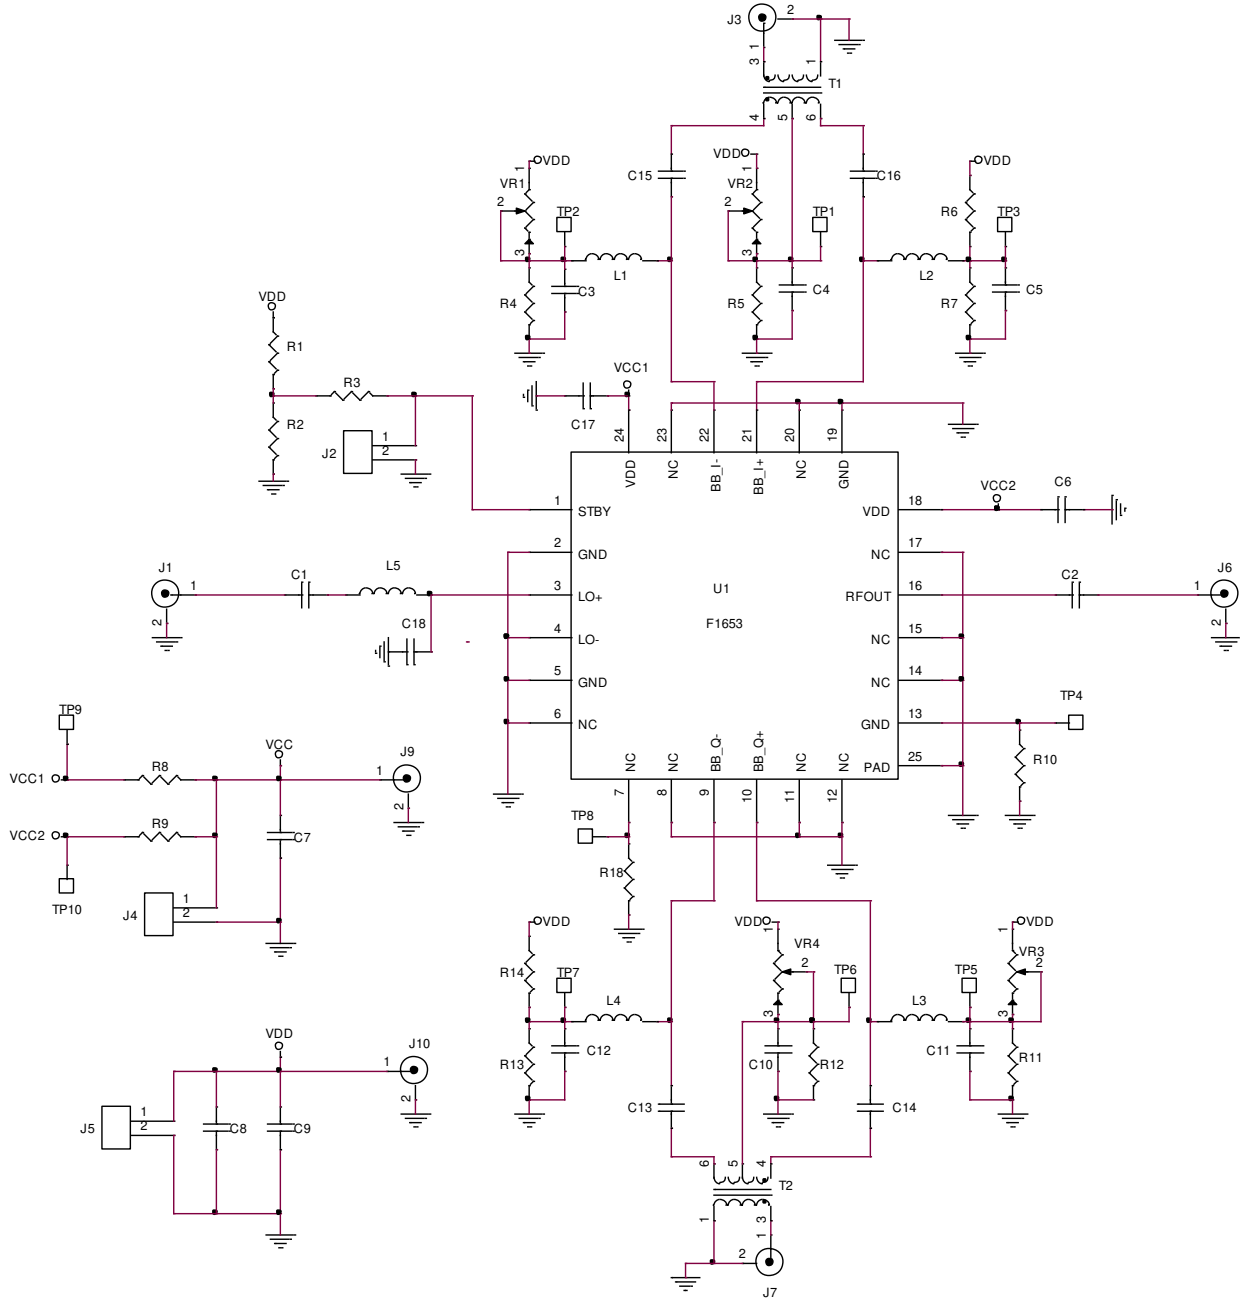 J3
2
1
3
1
T1
4
5
6
C15
C16
VDD
1
VR1
2
3
TP2
L1
R4
C3
VDD
1
VR2
2
3
TP1
R5
C4
VDD
R6
TP3
L2
R7
C5
VDD
R1
R2
R3
J2
1
2
VCC1
C17
24
23
22
21
20
19
VDD
NC
BB_I-
BB_I+
NC
GND
1
STBY
2
GND
3
LO+
4
LO-
5
GND
6
NC
U1
F1653
VDD
18
NC
17
RFOUT
16
NC
15
NC
14
GND
13
PAD
25
VCC2
C6
J1
1
2
C1
L5
C18
C2
J6
1
2
TP4
R10
TP9
VCC1
R8
VCC
J9
1
2
VCC2
R9
C7
TP10
J4
1
2
NC
NC
BB_Q-
BB_Q+
NC
NC
7
8
9
10
11
12
TP8
R18
VDD
R14
TP7
L4
R13
C12
C13
VDD
1
VR4
2
3
TP6
C10
R12
L3
TP5
VDD
1
VR3
2
3
C11
R11
C14
VDD
J10
1
2
J5
1
2
C8
C9
6
5
4
T2
1
3
1
2
J7